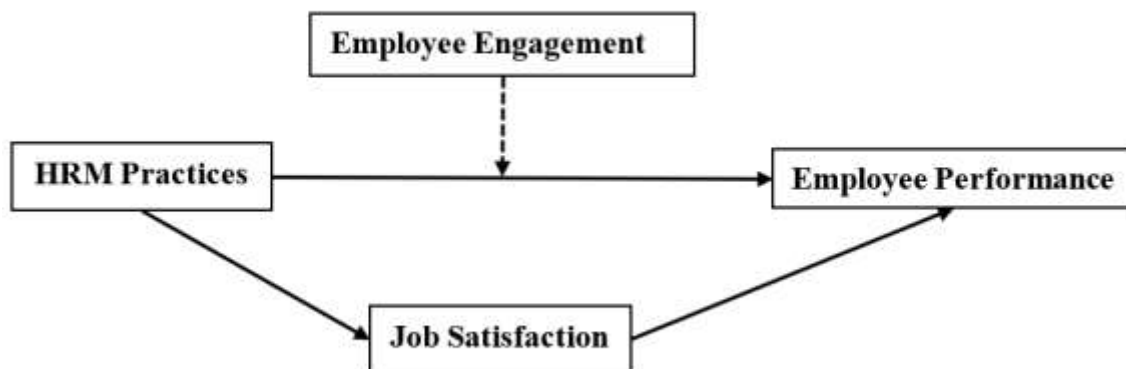 Employee Engagement
HRM Practices
Employee Performance
Job Satisfaction